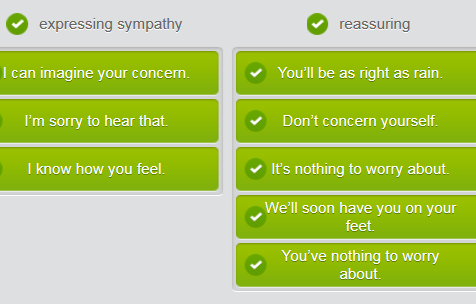 expressing sympathy
I can imagine your concern.
I'm sorry to hear that.
I know how you feel.
reassuring
You'll be as right as rain.
Don't concern yourself.
It's nothing to worry about.
We'll soon have you on your
feet.
You've nothing to worry
about.